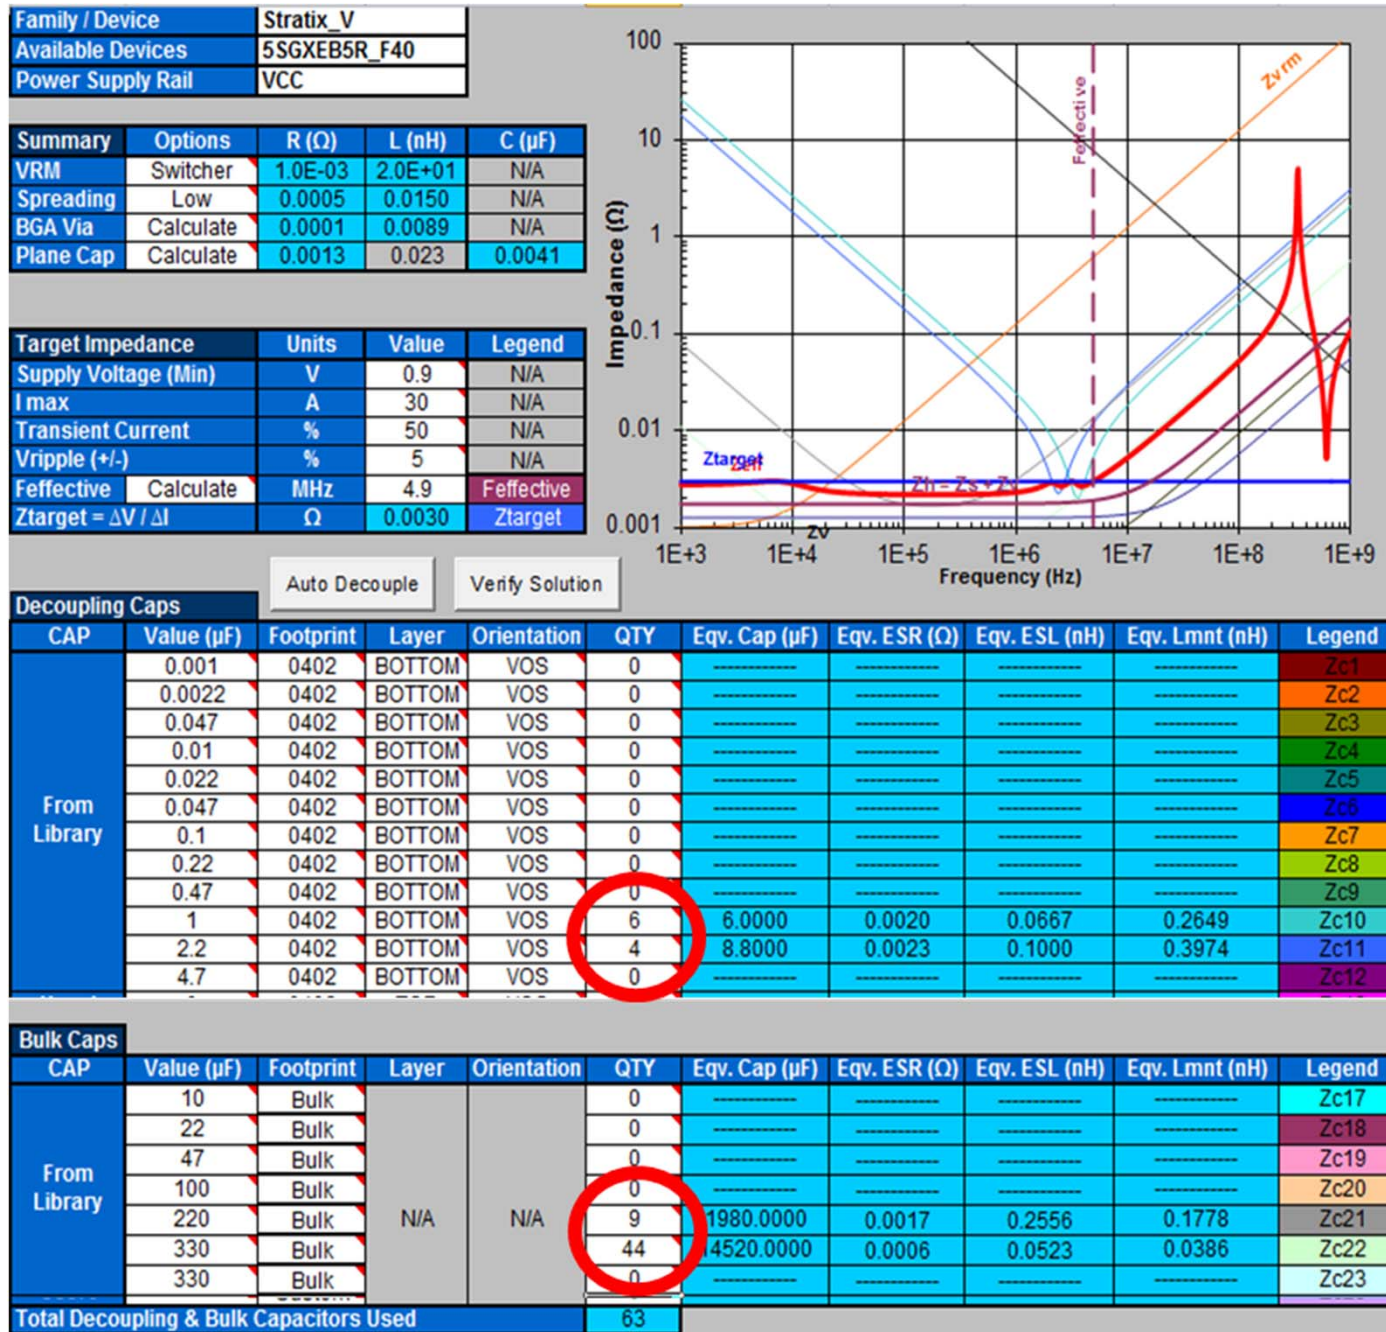 Family / Device Stratix_V
Available Devices 5SGXEB5R_F40
Power Supply Rail VCC
Summary Options R (Ω) L (nH) C (µF)
VRM Switcher 1.0E-03 2.0E+01 N/A
Spreading Low 0.0005 0.0150 N/A
BGA Via Calculate 0.0001 0.0089 N/A
Plane Cap Calculate 0.0013 0.023 0.0041
Target Impedance Units Value Legend
Supply Voltage (Min) V 0.9 N/A
I max A 30 N/A
Transient Current % 50 N/A
Vripple (+/-) % 5 N/A
Feffective Calculate MHz 4.9 Feffective
Ztarget = ΔV / ΔI Ω 0.0030 Ztarget
Impedance (Ω)
100
10
1
0.1
0.01
0.001
Feffective
Zvrm
Ztarget
Zh = Zs + Zv
Zv
1E+3 1E+4 1E+5 1E+6 1E+7 1E+8 1E+9
Frequency (Hz)
Auto Decouple Verify Solution
Decoupling Caps
CAP Value (µF) Footprint Layer Orientation QTY Eqv. Cap (µF) Eqv. ESR (Ω) Eqv. ESL (nH) Eqv. Lmnt (nH) Legend
From Library
0.001 0402 BOTTOM VOS 0 ---------- ---------- ---------- ---------- Zc1
0.0022 0402 BOTTOM VOS 0 ---------- ---------- ---------- ---------- Zc2
0.047 0402 BOTTOM VOS 0 ---------- ---------- ---------- ---------- Zc3
0.01 0402 BOTTOM VOS 0 ---------- ---------- ---------- ---------- Zc4
0.022 0402 BOTTOM VOS 0 ---------- ---------- ---------- ---------- Zc5
0.047 0402 BOTTOM VOS 0 ---------- ---------- ---------- ---------- Zc6
0.1 0402 BOTTOM VOS 0 ---------- ---------- ---------- ---------- Zc7
0.22 0402 BOTTOM VOS 0 ---------- ---------- ---------- ---------- Zc8
0.47 0402 BOTTOM VOS 0 ---------- ---------- ---------- ---------- Zc9
1 0402 BOTTOM VOS 6 6.0000 0.0020 0.0667 0.2649 Zc10
2.2 0402 BOTTOM VOS 4 8.8000 0.0023 0.1000 0.3974 Zc11
4.7 0402 BOTTOM VOS 0 ---------- ---------- ---------- ---------- Zc12
Bulk Caps
CAP Value (µF) Footprint Layer Orientation QTY Eqv. Cap (µF) Eqv. ESR (Ω) Eqv. ESL (nH) Eqv. Lmnt (nH) Legend
From Library
N/A N/A
10 Bulk 0 ---------- ---------- ---------- ---------- Zc17
22 Bulk 0 ---------- ---------- ---------- ---------- Zc18
47 Bulk 0 ---------- ---------- ---------- ---------- Zc19
100 Bulk 0 ---------- ---------- ---------- ---------- Zc20
220 Bulk 9 1980.0000 0.0017 0.2556 0.1778 Zc21
330 Bulk 44 14520.0000 0.0006 0.0523 0.0386 Zc22
330 Bulk 0 ---------- ---------- ---------- ---------- Zc23
Total Decoupling & Bulk Capacitors Used 63